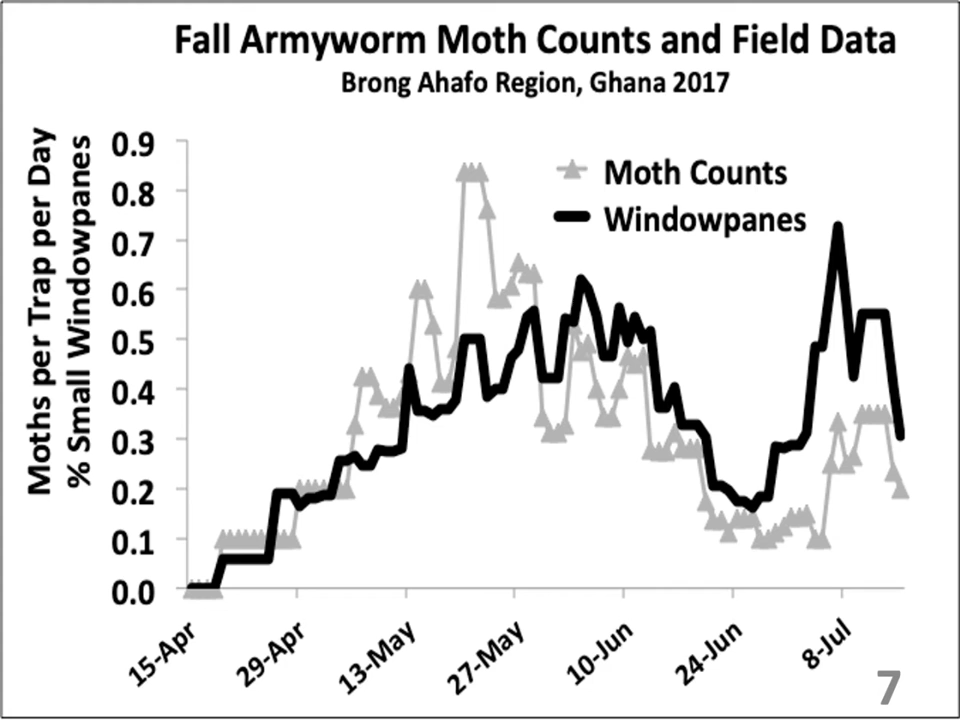 Fall Armyworm Moth Counts and Field Data
Brong Ahafo Region, Ghana 2017
Moths per Trap per Day
% Small Windowpanes
0.9
0.8
0.7
0.6
0.5
0.4
0.3
0.2
0.1
0.0
Moth Counts
Windowpanes
15-Apr
29-Apr
13-May
27-May
10-Jun
24-Jun
8-Jul
7